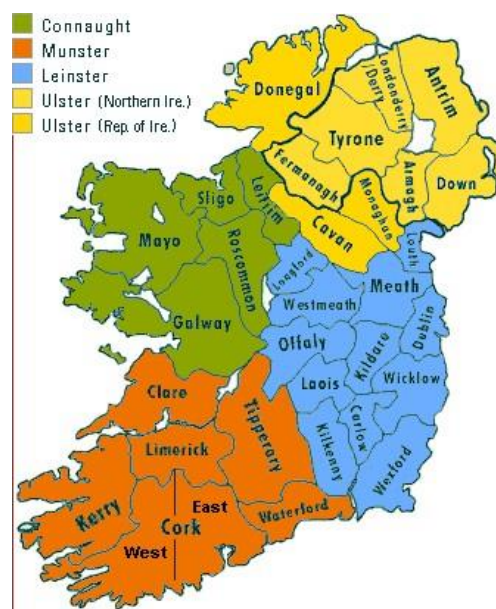 Connaught
Munster
Leinster
Ulster (Northern Ire.)
Ulster (Rep. of Ire.)
Donegal
Londonderry
/Derry
Antrim
Tyrone
Fermanagh
Armagh
Down
Monaghan
Cavan
Leitrim
Sligo
Mayo
Roscommon
Galway
Longford
Louth
Meath
Westmeath
Dublin
Offaly
Kildare
Laois
Wicklow
Carlow
Kilkenny
Wexford
Clare
Tipperary
Limerick
Kerry
East
Cork
West
Waterford